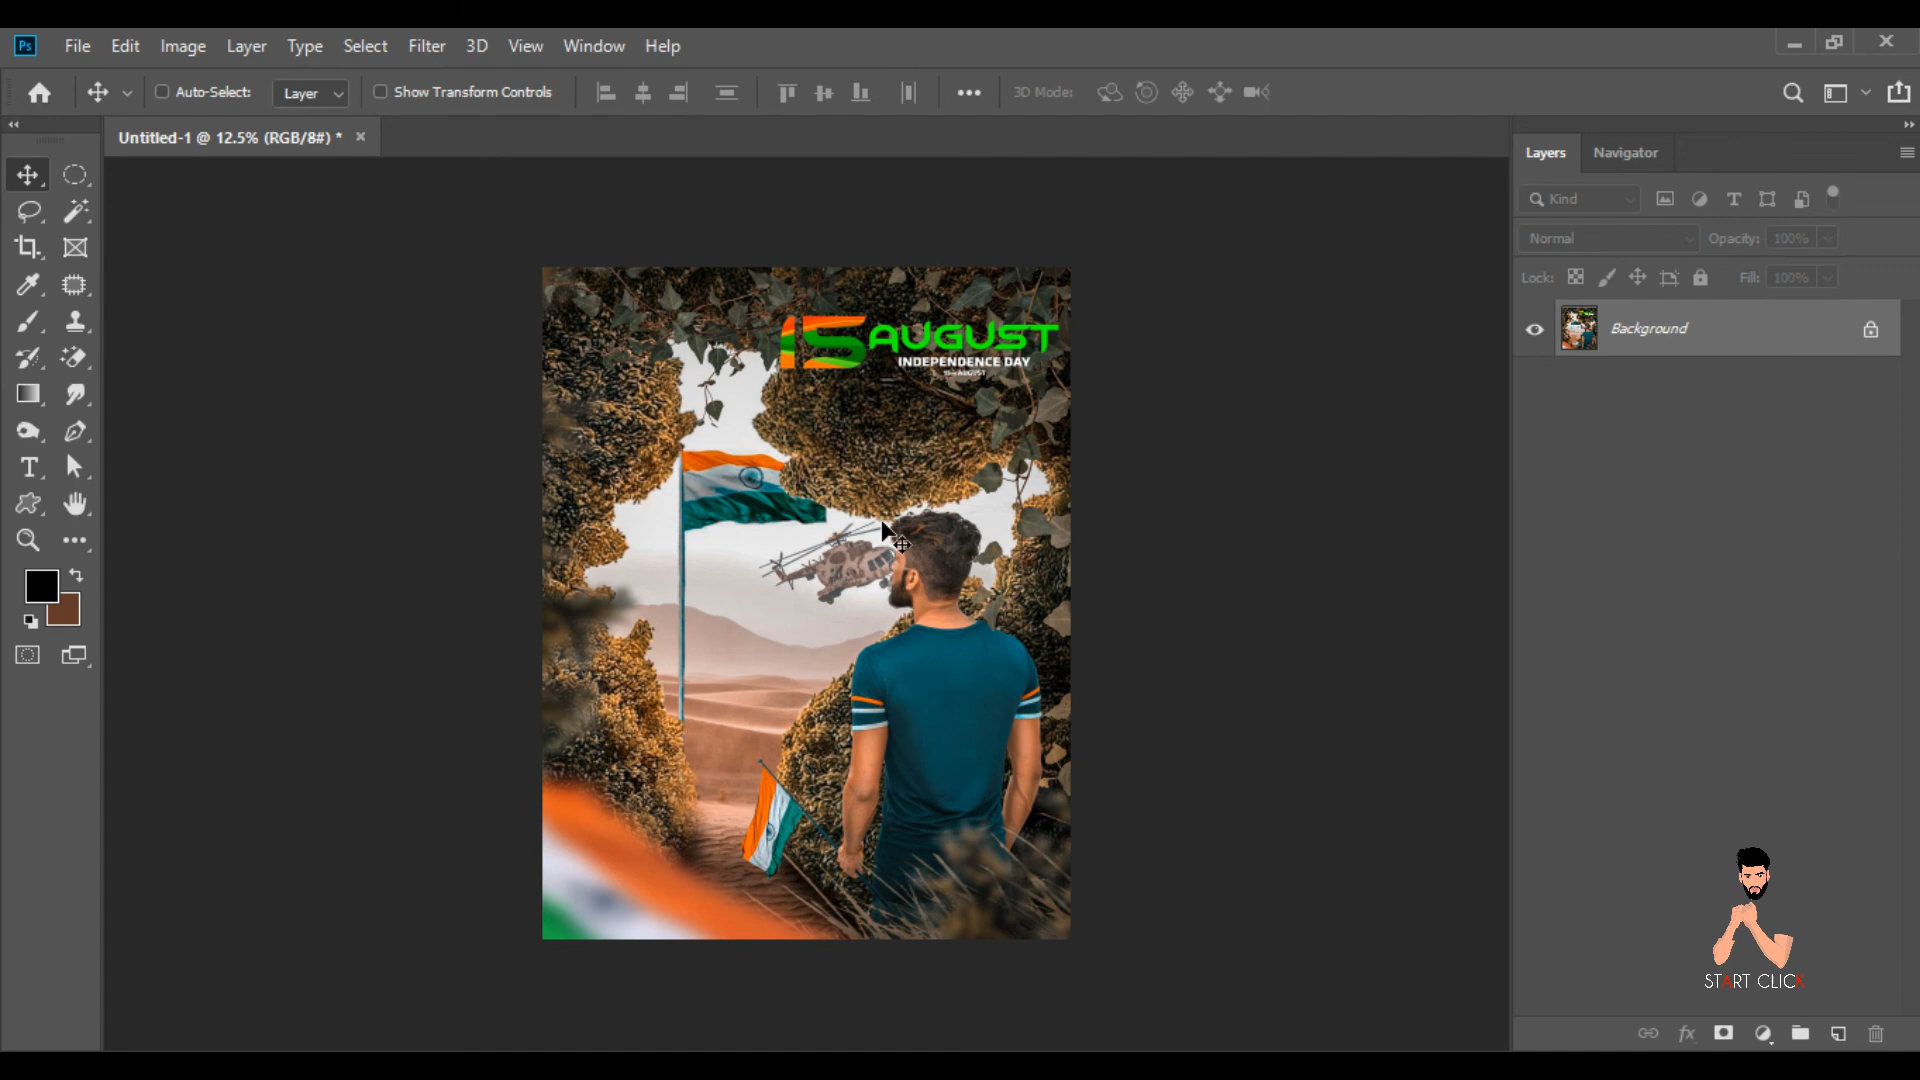 Ps File Edit Image Layer Type Select Filter 3D View Window Help
Auto-Select: Layer Show Transform Controls ••• 3D Mode:
Untitled-1 @ 12.5% (RGB/8#) *
Layers Navigator
Kind
Normal Opacity: 100%
Lock: Fill: 100%
Background
15 AUGUST
INDEPENDENCE DAY
START CLICK
fx